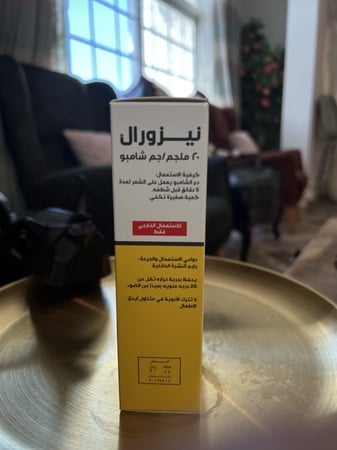 نيزورال
٢٠ ملجم/جم شامبو
كيفية الاستعمال:
دع الشامبو يعمل على الشعر لمدة
٥ دقائق قبل شطفه.
كمية صغيرة تكفي.
للاستعمال الخارجي
فقط
دواعي الاستعمال والجرعة:
راجع النشرة الداخلية
يحفظ بدرجة حرارة تقل عن
٢٥ درجة مئوية بعيداً عن الضوء
لا تترك الأدوية في متناول أيدي
الأطفال